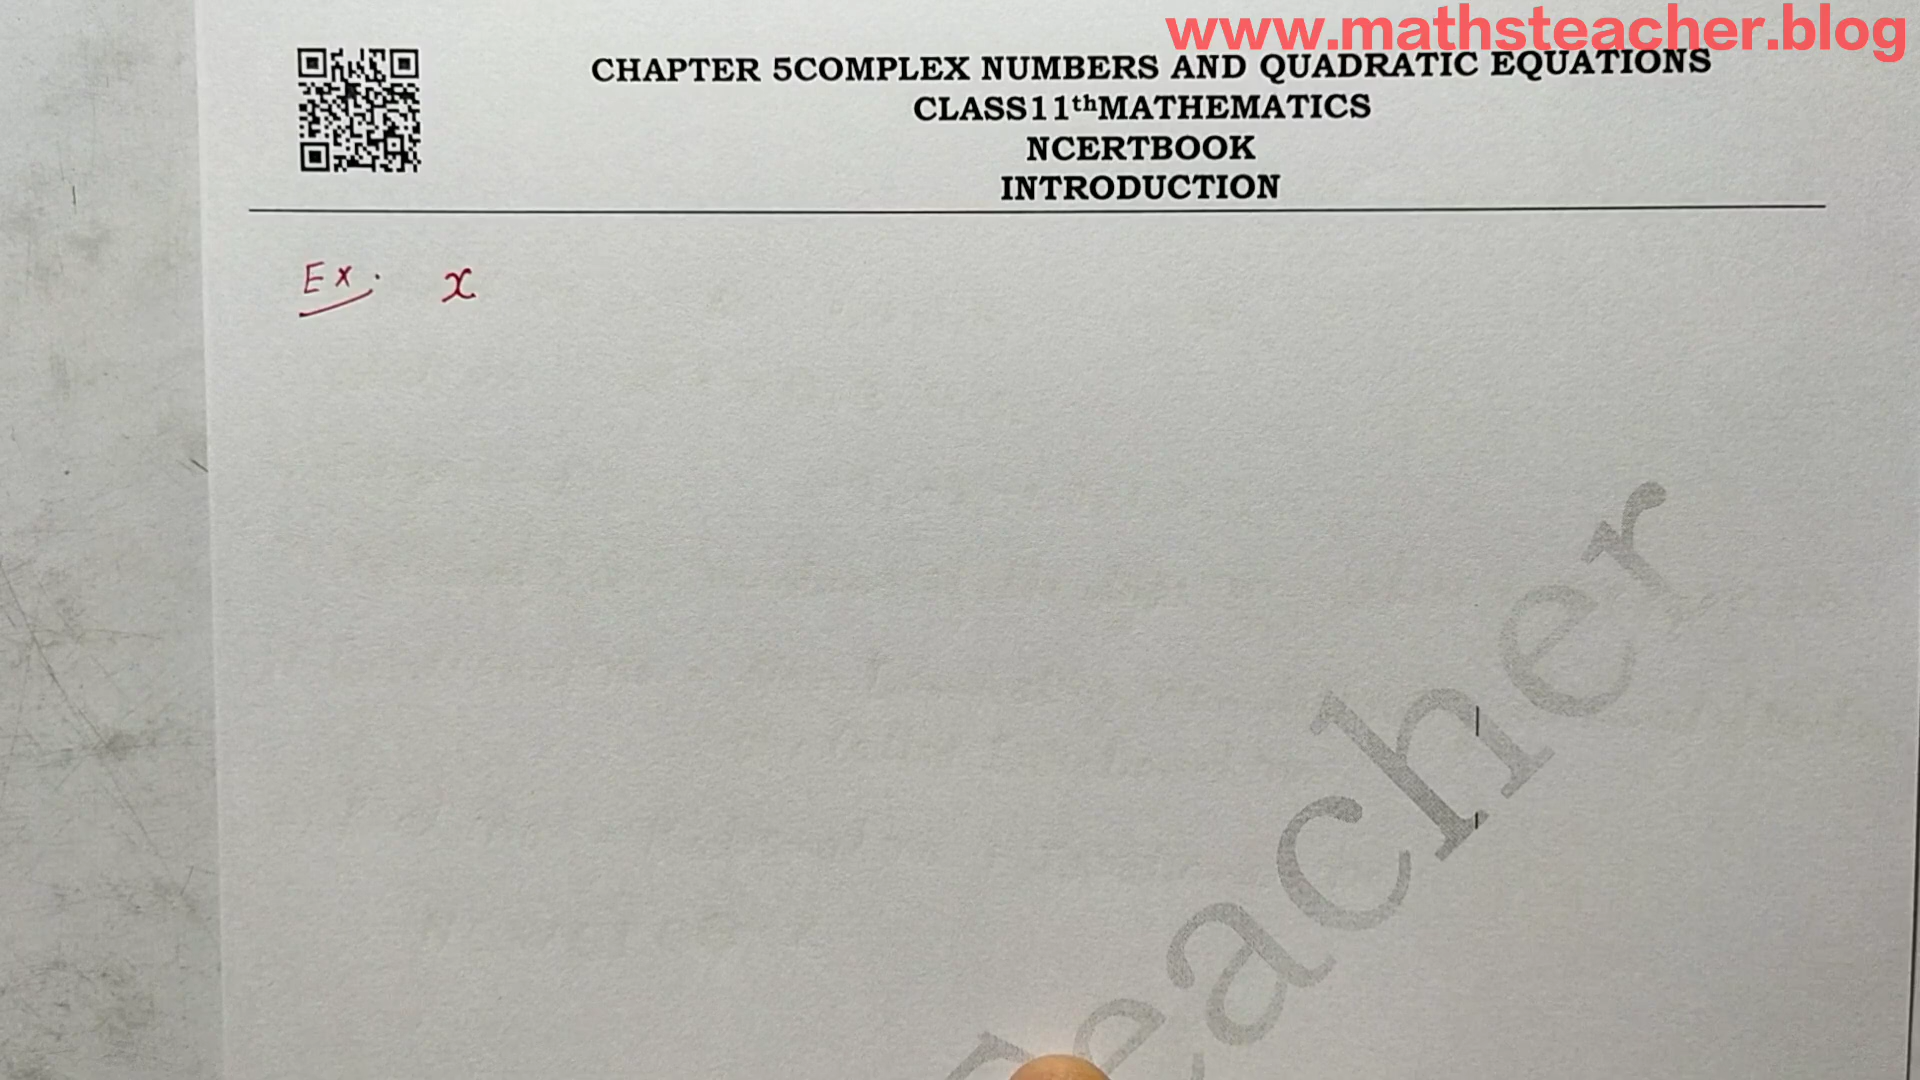 www.mathsteacher.blog
CHAPTER 5COMPLEX NUMBERS AND QUADRATIC EQUATIONS
CLASS11thMATHEMATICS
NCERTBOOK
INTRODUCTION
Ex. x
Teacher